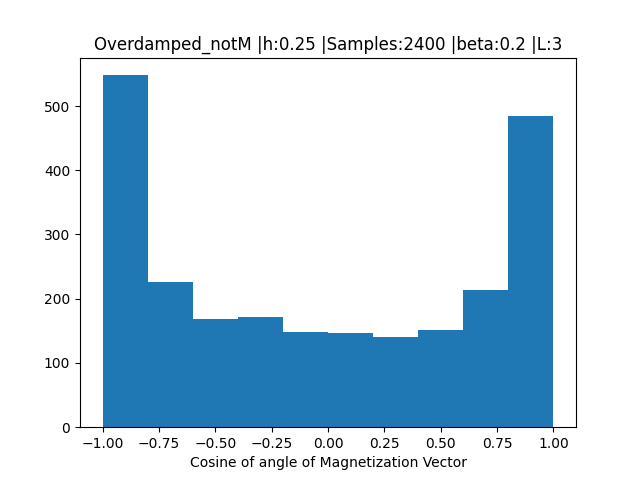 Overdamped_notM |h:0.25 |Samples:2400 |beta:0.2 |L:3
500
400
300
200
100
0
−1.00 −0.75 −0.50 −0.25 0.00 0.25 0.50 0.75 1.00
Cosine of angle of Magnetization Vector